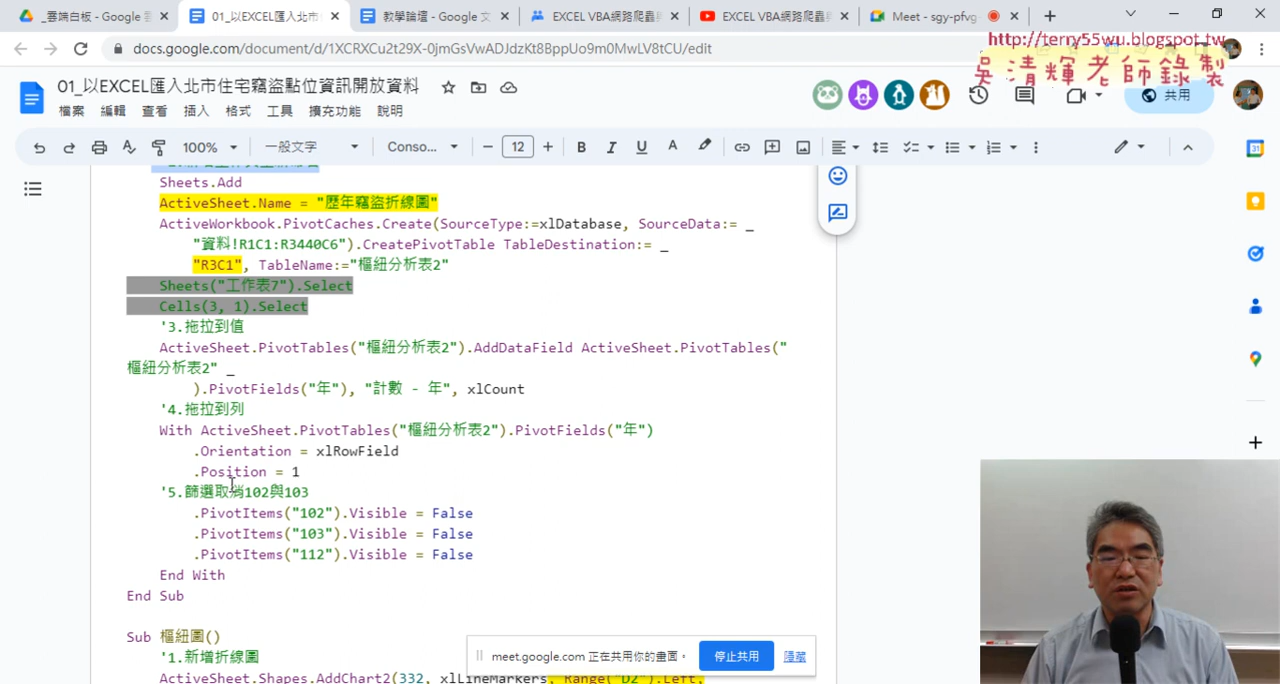 _雲端白板 - Google 雲
01_以EXCEL匯入北市
教學論壇 - Google 文
EXCEL VBA網路爬蟲
EXCEL VBA網路爬蟲
Meet - sgy-pfvg
docs.google.com/document/d/1XCRXCu2t29X-0jmGsVwADJdzKt8BppUo9m0MwLV8tCU/edit
http://terry55wu.blogspot.tw
吳清輝老師錄製
01_以EXCEL匯入北市住宅竊盜點位資訊開放資料
檔案 編輯 查看 插入 格式 工具 擴充功能 說明
共用
100% 一般文字 Conso... 12
Sheets.Add
ActiveSheet.Name = "歷年竊盜折線圖"
ActiveWorkbook.PivotCaches.Create(SourceType:=xlDatabase, SourceData:= _
"資料!R1C1:R3440C6").CreatePivotTable TableDestination:= _
"R3C1", TableName:="樞紐分析表2"
Sheets("工作表7").Select
Cells(3, 1).Select
'3.拖拉到值
ActiveSheet.PivotTables("樞紐分析表2").AddDataField ActiveSheet.PivotTables("
樞紐分析表2" _
).PivotFields("年"), "計數 - 年", xlCount
'4.拖拉到列
With ActiveSheet.PivotTables("樞紐分析表2").PivotFields("年")
.Orientation = xlRowField
.Position = 1
'5.篩選取消102與103
.PivotItems("102").Visible = False
.PivotItems("103").Visible = False
.PivotItems("112").Visible = False
End With
End Sub
Sub 樞紐圖()
'1.新增折線圖
ActiveSheet.Shapes.AddChart2(332, xlLineMarkers, Range("D2").Left,
meet.google.com 正在共用你的畫面。
停止共用
隱藏